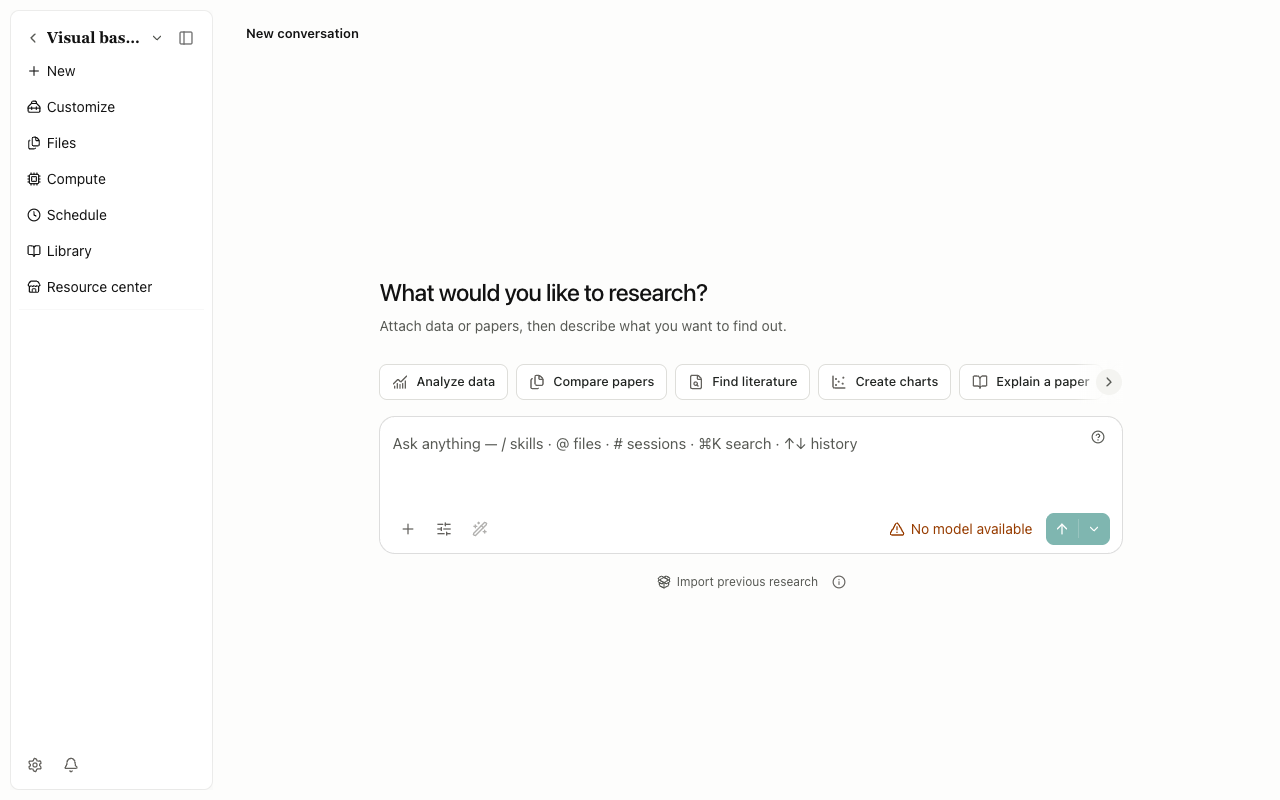 Visual bas...
New
Customize
Files
Compute
Schedule
Library
Resource center
New conversation
What would you like to research?
Attach data or papers, then describe what you want to find out.
Analyze data
Compare papers
Find literature
Create charts
Explain a paper
Ask anything — / skills · @ files · # sessions · ⌘K search · ↑↓ history
No model available
Import previous research